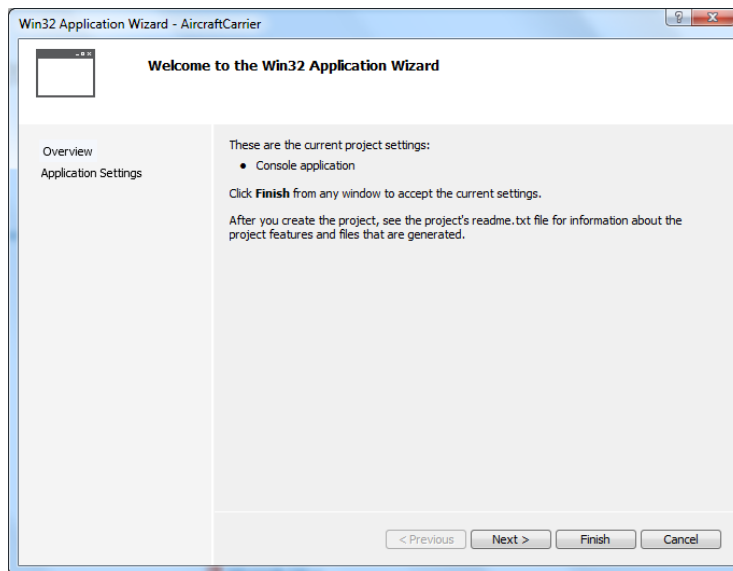 Win32 Application Wizard - AircraftCarrier
Welcome to the Win32 Application Wizard
Overview
Application Settings
These are the current project settings:
• Console application
Click Finish from any window to accept the current settings.
After you create the project, see the project's readme.txt file for information about the
project features and files that are generated.
< Previous Next > Finish Cancel